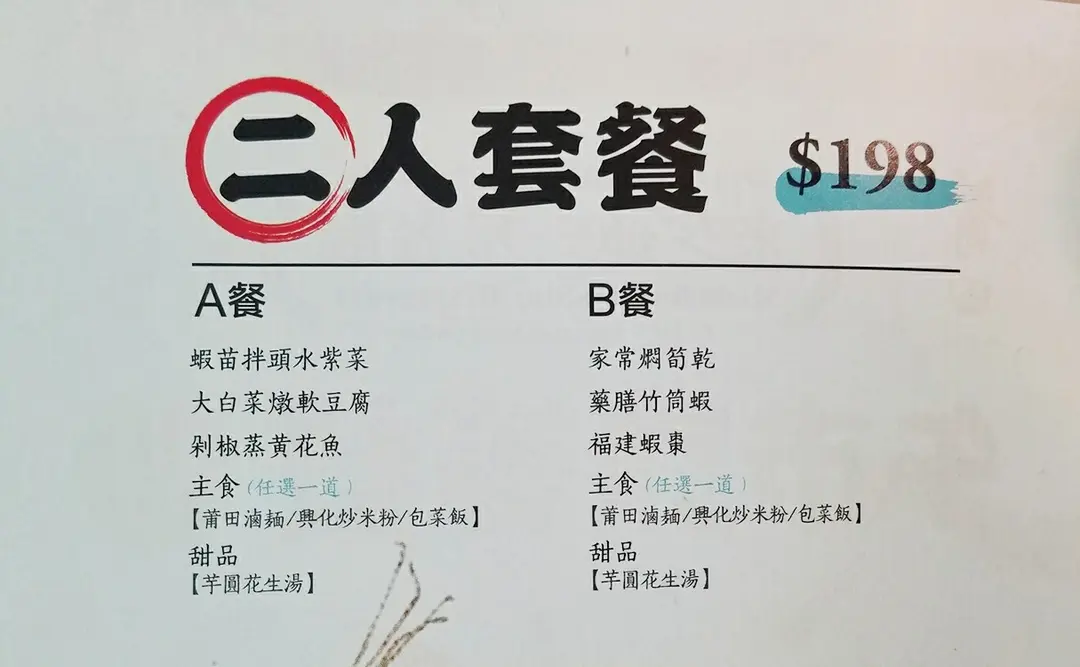 二人套餐 $198
A餐
蝦苗拌頭水紫菜
大白菜燉軟豆腐
剁椒蒸黃花魚
主食(任選一道)
【莆田滷麵/興化炒米粉/包菜飯】
甜品
【芋圓花生湯】
B餐
家常燜筍乾
藥膳竹筒蝦
福建蝦棗
主食(任選一道)
【莆田滷麵/興化炒米粉/包菜飯】
甜品
【芋圓花生湯】